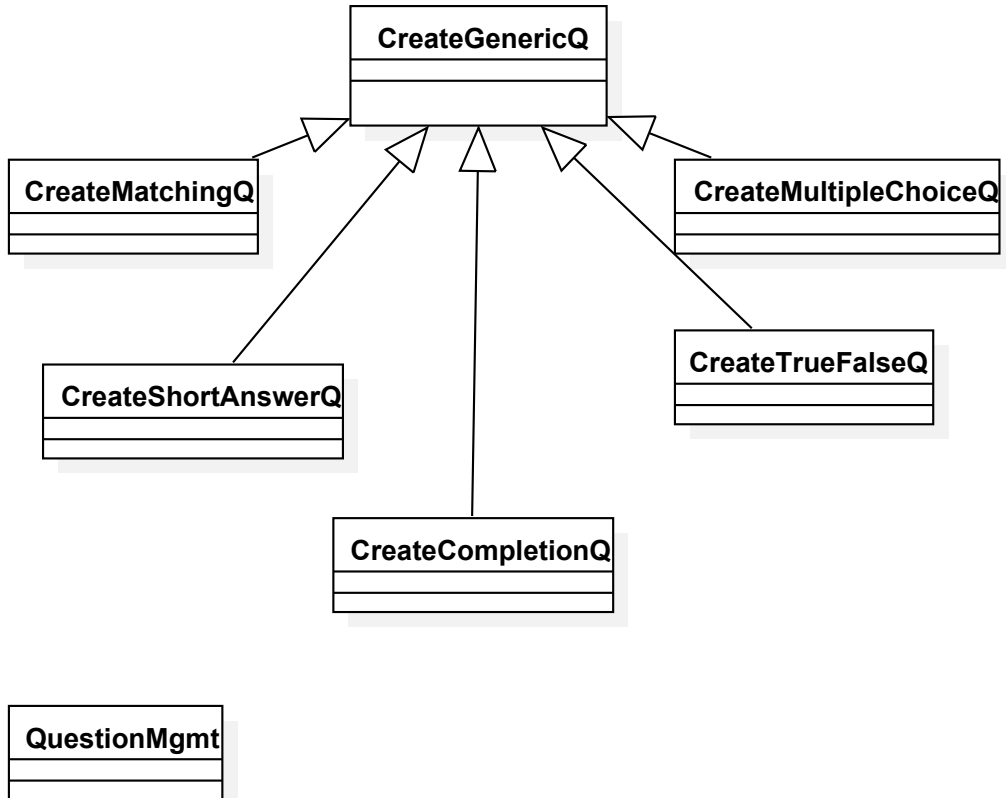 CreateGenericQ
CreateMatchingQ
CreateMultipleChoiceQ
CreateTrueFalseQ
CreateShortAnswerQ
CreateCompletionQ
QuestionMgmt